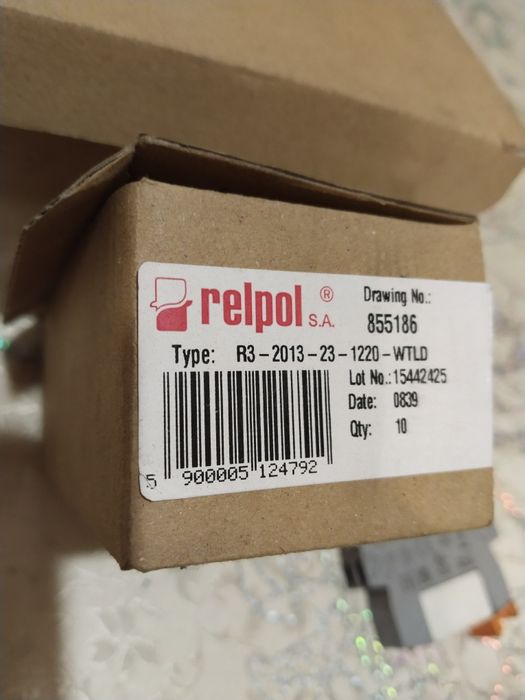 relpol ® S.A.
Drawing No.:
855186
Type: R3-2013-23-1220-WTLD
Lot No.: 15442425
Date: 0839
Qty: 10
5 900005 124792